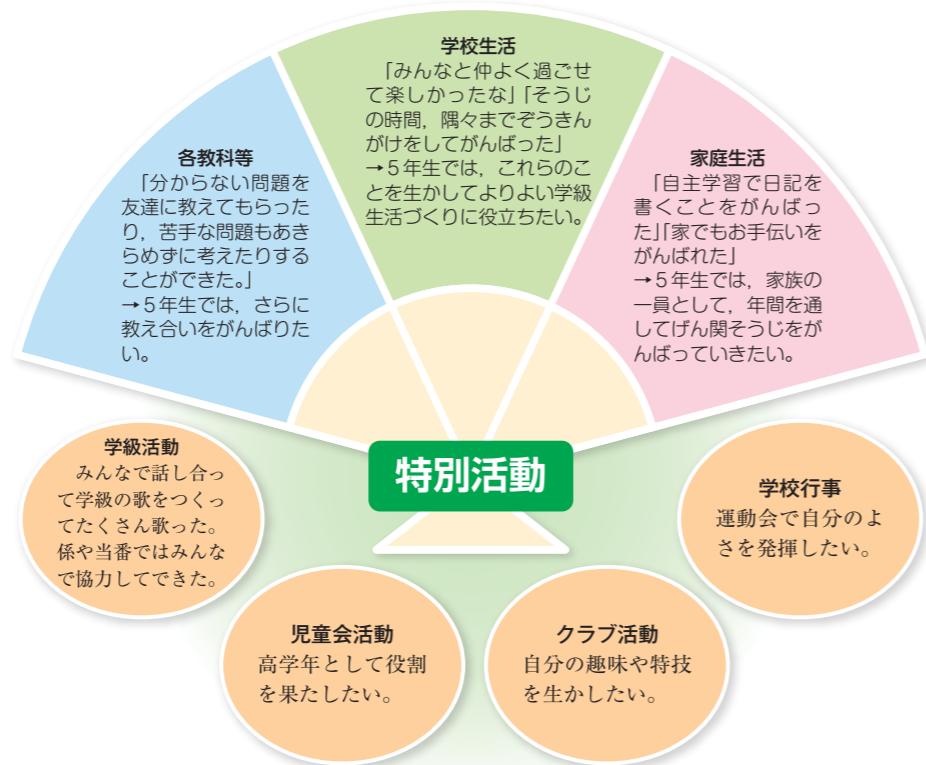 学校生活
「みんなと仲よく過ごせ
て楽しかったな」「そうじ
の時間，隅々までぞうきん
がけをしてがんばった」
→５年生では，これらのこ
とを生かしてよりよい学級
生活づくりに役立ちたい。
各教科等
「分からない問題を
友達に教えてもらった
り，苦手な問題もあき
らめずに考えたりする
ことができた。」
→５年生では，さらに
教え合いをがんばりた
い。
家庭生活
「自主学習で日記を
書くことをがんばっ
た」「家でもお手伝いを
がんばれた」
→５年生では，家族の
一員として，年間を通
してげん関そうじをが
んばっていきたい。
特別活動
学級活動
みんなで話し合っ
て学級の歌をつくっ
てたくさん歌った。
係や当番ではみんな
で協力してできた。
児童会活動
高学年として役割
を果たしたい。
クラブ活動
自分の趣味や特技
を生かしたい。
学校行事
運動会で自分のよ
さを発揮したい。